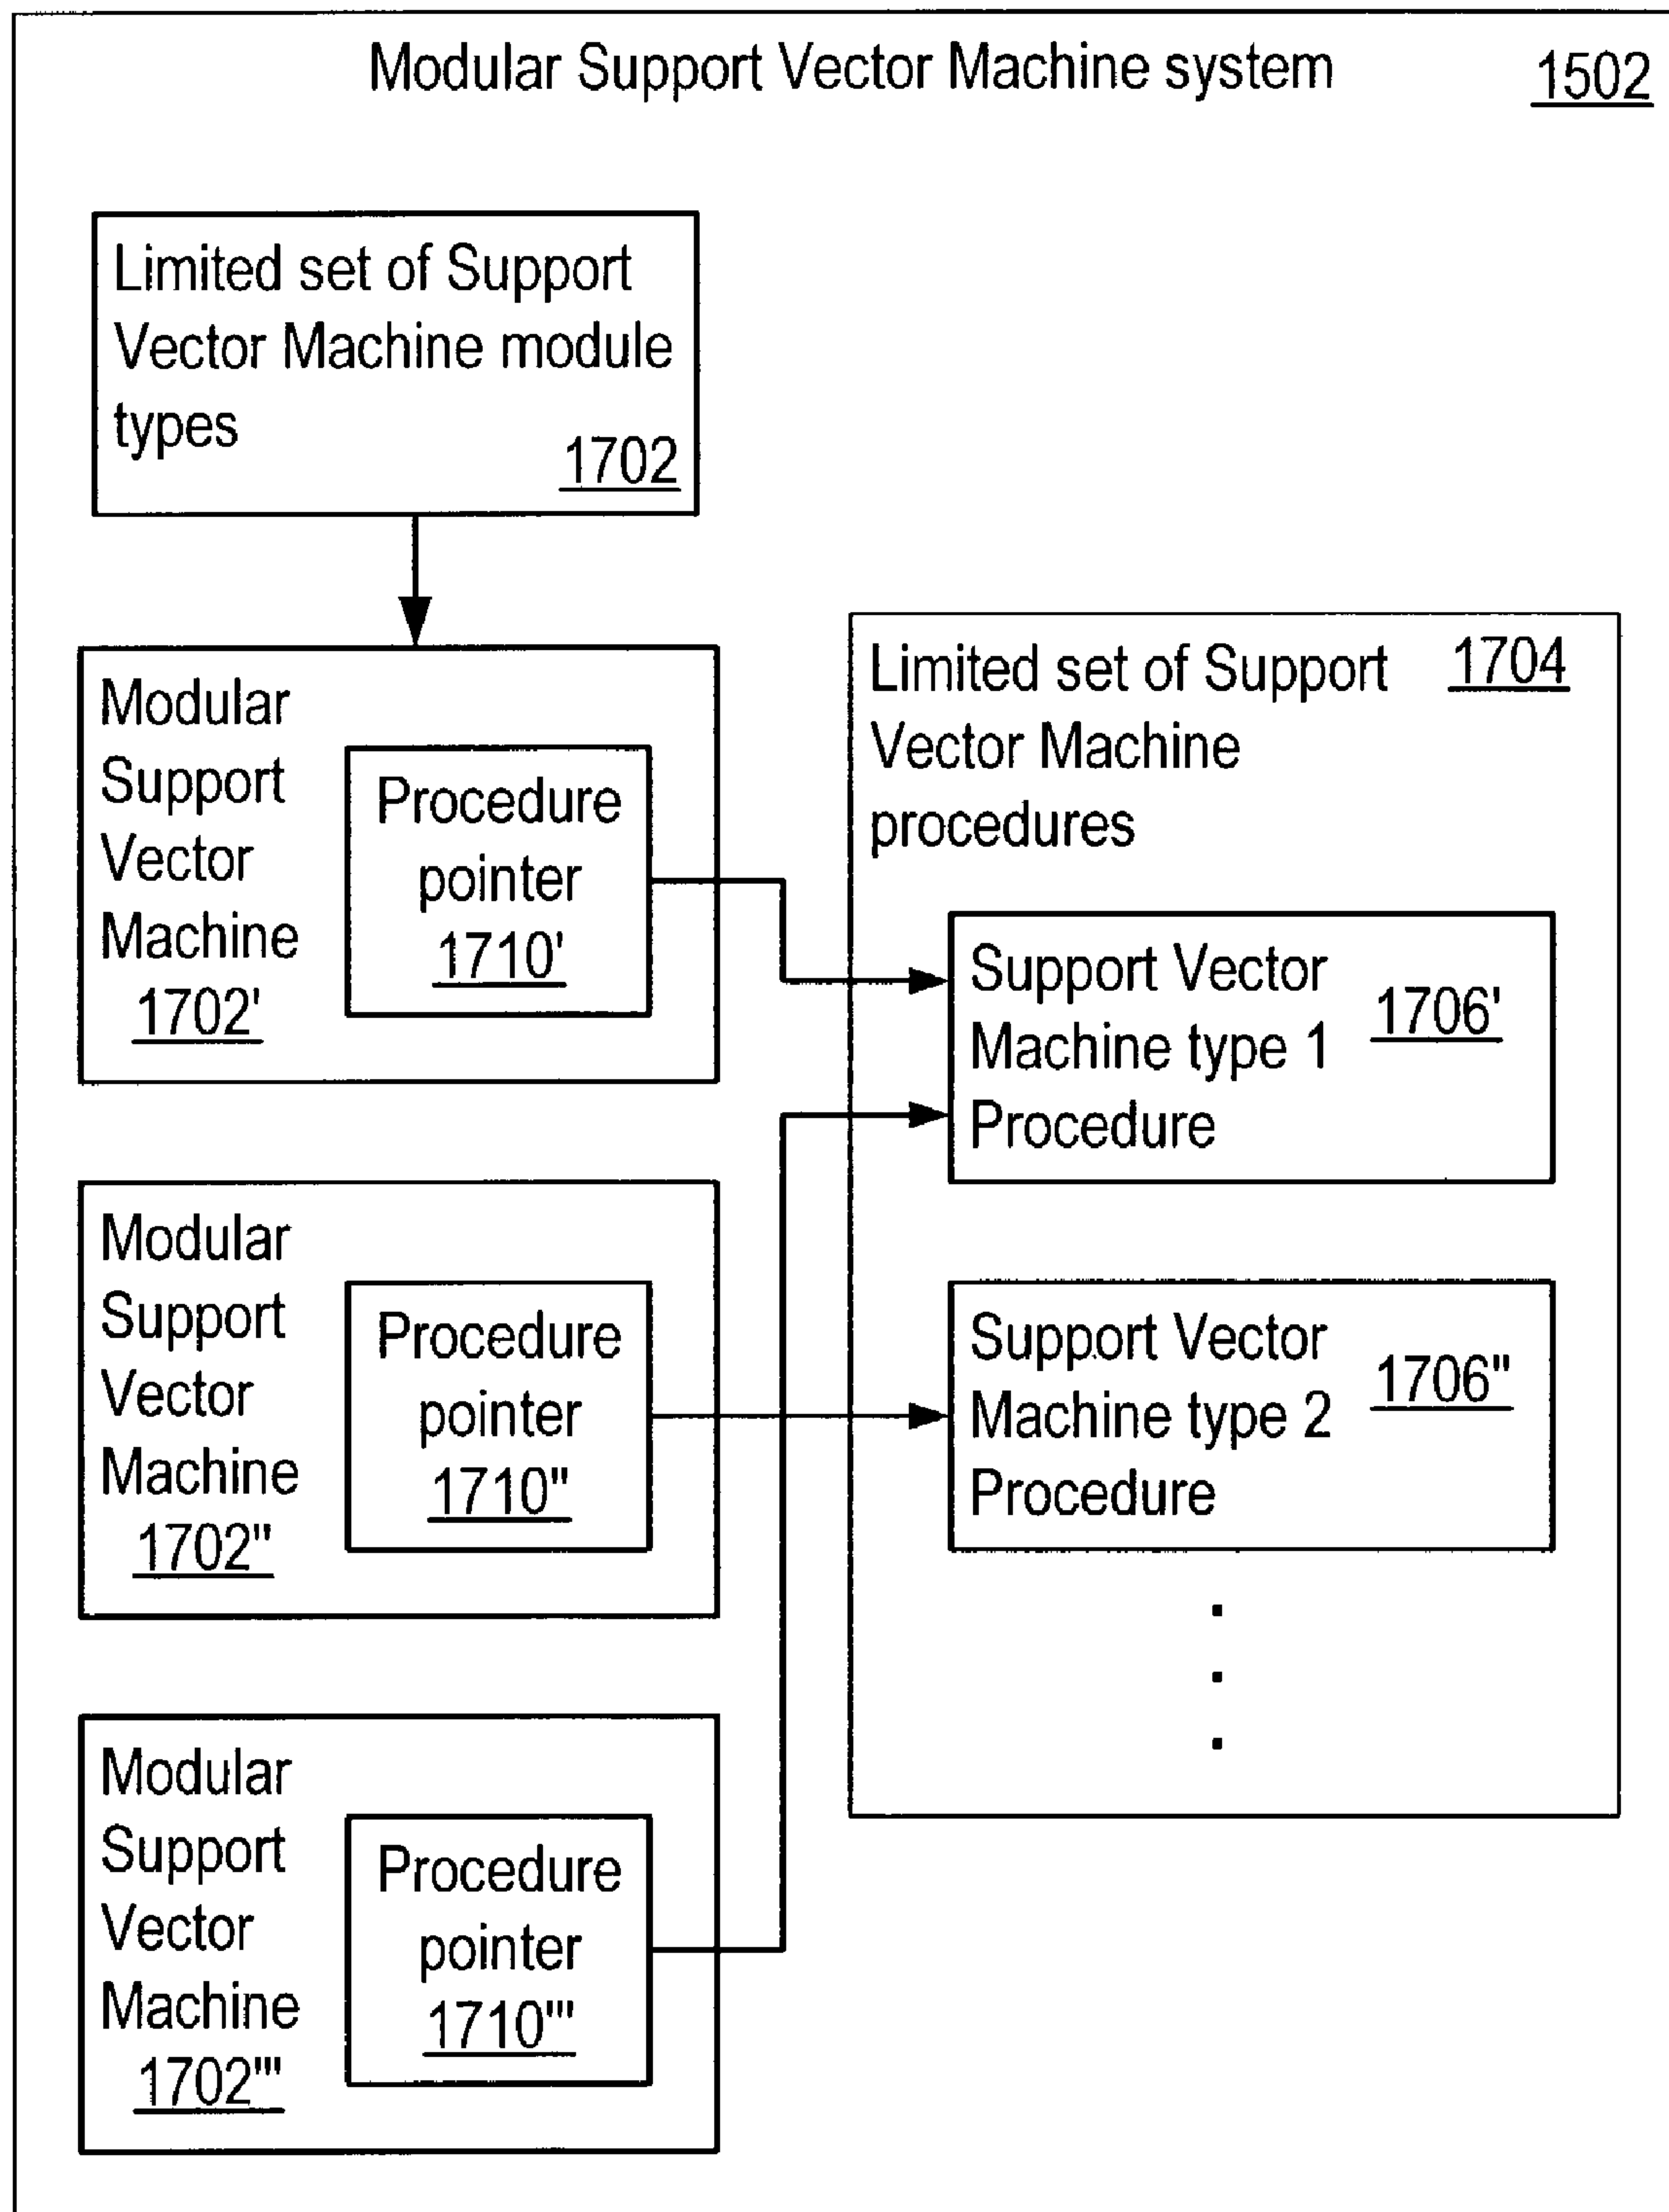 Modular Support Vector Machine system 1502
Limited set of Support
Vector Machine module
types
1702
Modular
Support
Vector
Machine
1702'
Procedure
pointer
1710'
Limited set of Support 1704
Vector Machine
procedures
Support Vector
Machine type 1
Procedure
1706'
Modular
Support
Vector
Machine
1702"
Procedure
pointer
1710"
Support Vector
Machine type 2
Procedure
1706"
Modular
Support
Vector
Machine
1702'''
Procedure
pointer
1710'''